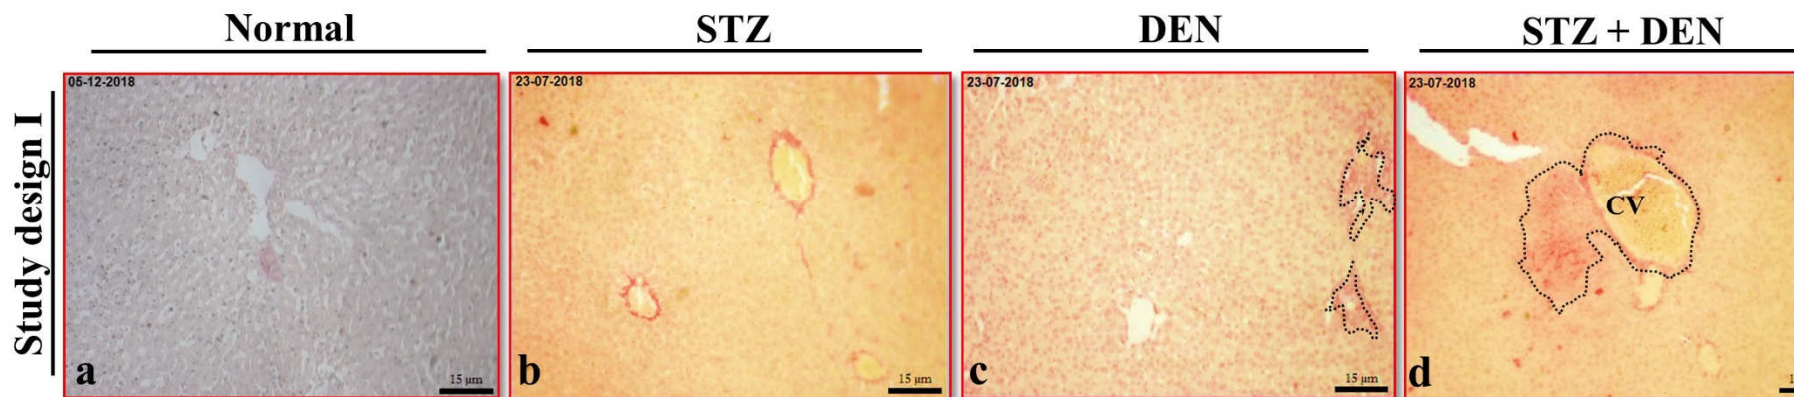 Normal
STZ
DEN
STZ + DEN
Study design I
05-12-2018
a
15 µm
23-07-2018
b
15 µm
23-07-2018
c
15 µm
23-07-2018
CV
d